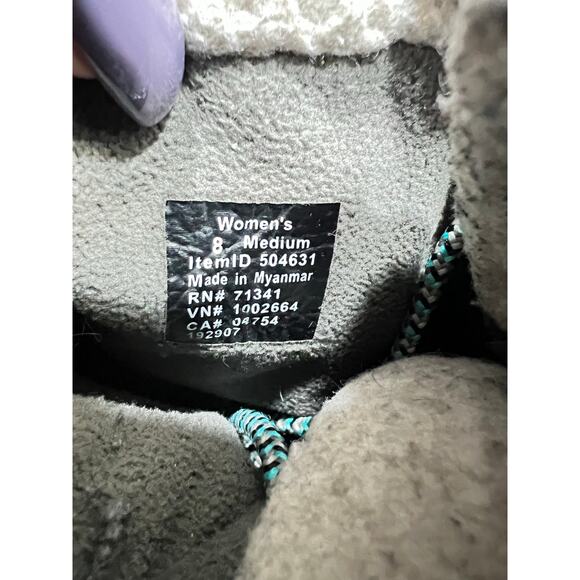 Women's
8 Medium
ItemID 504631
Made in Myanmar
RN# 71341
VN# 1002664
CA# 04754
192907